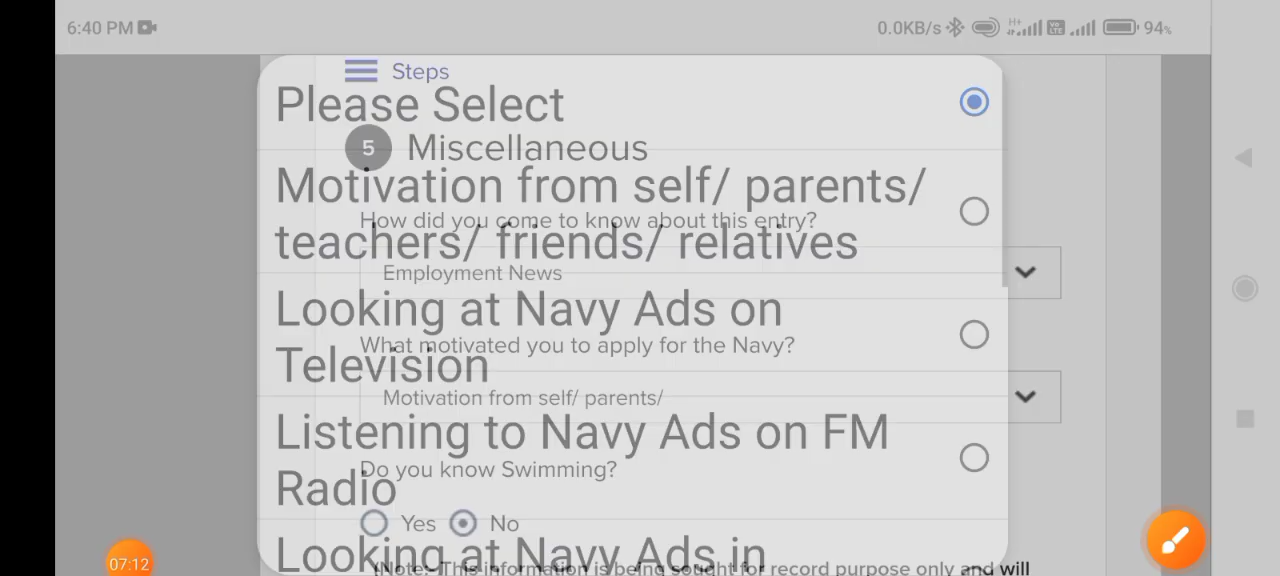 6:40 PM
0.0KB/s H+ Vo LTE 94%
Steps
Please Select
5 Miscellaneous
Motivation from self/ parents/
How did you come to know about this entry?
teachers/ friends/ relatives
Employment News
Looking at Navy Ads on
What motivated you to apply for the Navy?
Television
Motivation from self/ parents/
Listening to Navy Ads on FM
Do you know Swimming?
Radio
Yes No
Looking at Navy Ads in
(Note:- This information is being sought for record purpose only and will
07:12